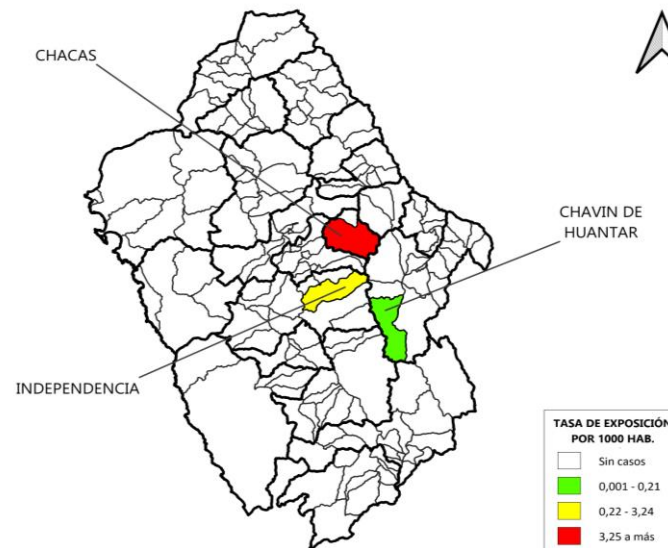 CHACAS
CHAVIN DE
HUANTAR
INDEPENDENCIA
TASA DE EXPOSICIÓN
POR 1000 HAB.
Sin casos
0,001 - 0,21
0,22 - 3,24
3,25 a más